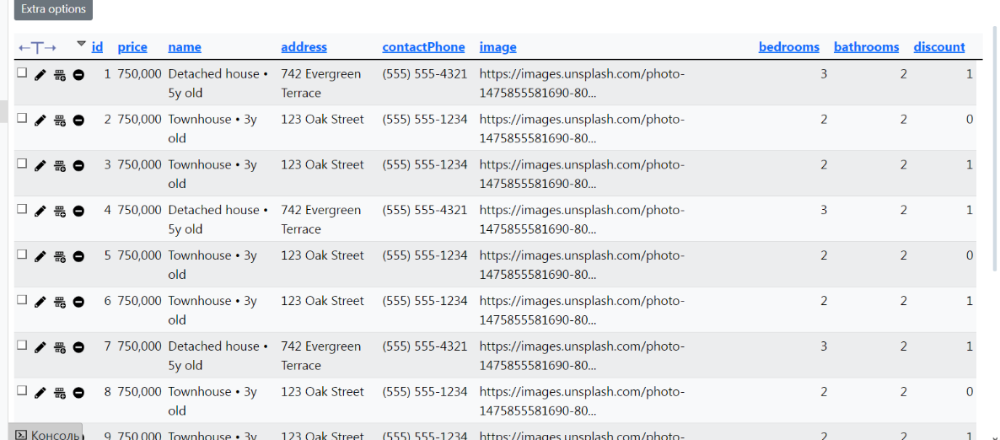 Extra options
←T→ id price name address contactPhone image bedrooms bathrooms discount
1 750,000 Detached house • 742 Evergreen (555) 555-4321 https://images.unsplash.com/photo- 3 2 1
5y old Terrace 1475855581690-80...
2 750,000 Townhouse • 3y 123 Oak Street (555) 555-1234 https://images.unsplash.com/photo- 2 2 0
old 1475855581690-80...
3 750,000 Townhouse • 3y 123 Oak Street (555) 555-1234 https://images.unsplash.com/photo- 2 2 1
old 1475855581690-80...
4 750,000 Detached house • 742 Evergreen (555) 555-4321 https://images.unsplash.com/photo- 3 2 1
5y old Terrace 1475855581690-80...
5 750,000 Townhouse • 3y 123 Oak Street (555) 555-1234 https://images.unsplash.com/photo- 2 2 0
old 1475855581690-80...
6 750,000 Townhouse • 3y 123 Oak Street (555) 555-1234 https://images.unsplash.com/photo- 2 2 1
old 1475855581690-80...
7 750,000 Detached house • 742 Evergreen (555) 555-4321 https://images.unsplash.com/photo- 3 2 1
5y old Terrace 1475855581690-80...
8 750,000 Townhouse • 3y 123 Oak Street (555) 555-1234 https://images.unsplash.com/photo- 2 2 0
old 1475855581690-80...
Консоль 9 750,000 Townhouse • 3y 123 Oak Street (555) 555-1234 https://images.unsplash.com/photo- 2 2 1